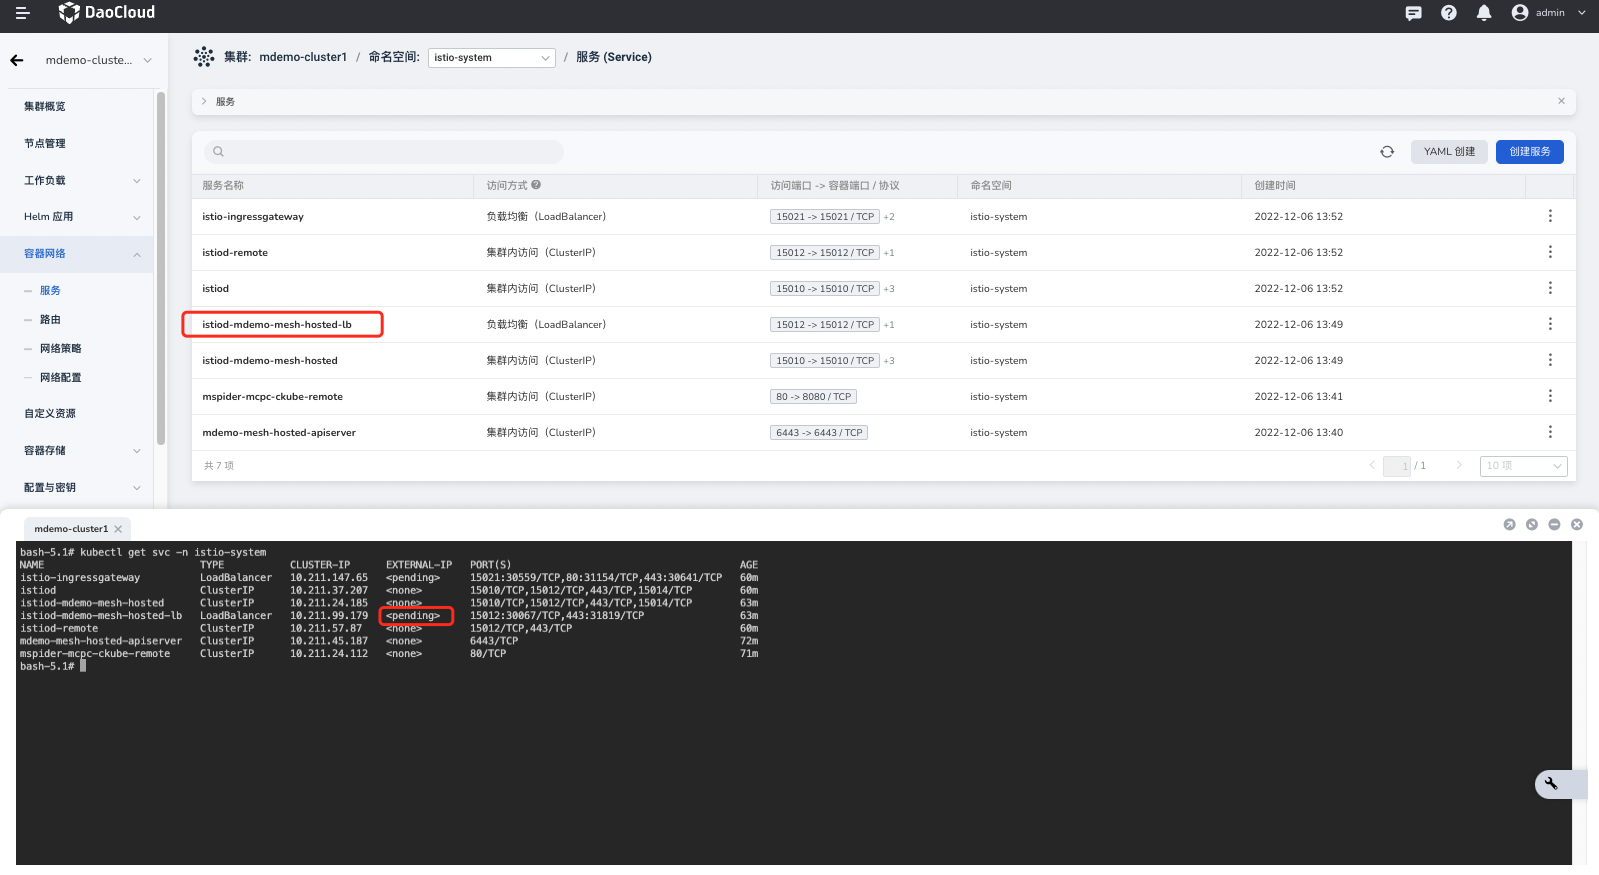 DaoCloud
admin
mdemo-cluste...
集群: mdemo-cluster1 / 命名空间: istio-system / 服务 (Service)
集群概览
节点管理
工作负载
Helm 应用
容器网络
服务
路由
网络策略
网络配置
自定义资源
容器存储
配置与密钥
服务
YAML 创建
创建服务
服务名称 访问方式 访问端口 -> 容器端口 / 协议 命名空间 创建时间
istio-ingressgateway 负载均衡（LoadBalancer） 15021 -> 15021 / TCP +2 istio-system 2022-12-06 13:52
istiod-remote 集群内访问（ClusterIP） 15012 -> 15012 / TCP +1 istio-system 2022-12-06 13:52
istiod 集群内访问（ClusterIP） 15010 -> 15010 / TCP +3 istio-system 2022-12-06 13:52
istiod-mdemo-mesh-hosted-lb 负载均衡（LoadBalancer） 15012 -> 15012 / TCP +1 istio-system 2022-12-06 13:49
istiod-mdemo-mesh-hosted 集群内访问（ClusterIP） 15010 -> 15010 / TCP +3 istio-system 2022-12-06 13:49
mspider-mcpc-ckube-remote 集群内访问（ClusterIP） 80 -> 8080 / TCP istio-system 2022-12-06 13:41
mdemo-mesh-hosted-apiserver 集群内访问（ClusterIP） 6443 -> 6443 / TCP istio-system 2022-12-06 13:40
共 7 项
1 / 1
10 项
mdemo-cluster1
bash-5.1# kubectl get svc -n istio-system
NAME TYPE CLUSTER-IP EXTERNAL-IP PORT(S) AGE
istio-ingressgateway LoadBalancer 10.211.147.65 <pending> 15021:30559/TCP,80:31154/TCP,443:30641/TCP 60m
istiod ClusterIP 10.211.37.207 <none> 15010/TCP,15012/TCP,443/TCP,15014/TCP 60m
istiod-mdemo-mesh-hosted ClusterIP 10.211.24.185 <none> 15010/TCP,15012/TCP,443/TCP,15014/TCP 63m
istiod-mdemo-mesh-hosted-lb LoadBalancer 10.211.99.179 <pending> 15012:30067/TCP,443:31819/TCP 63m
istiod-remote ClusterIP 10.211.57.87 <none> 15012/TCP,443/TCP 60m
mdemo-mesh-hosted-apiserver ClusterIP 10.211.45.187 <none> 6443/TCP 72m
mspider-mcpc-ckube-remote ClusterIP 10.211.24.112 <none> 80/TCP 71m
bash-5.1#